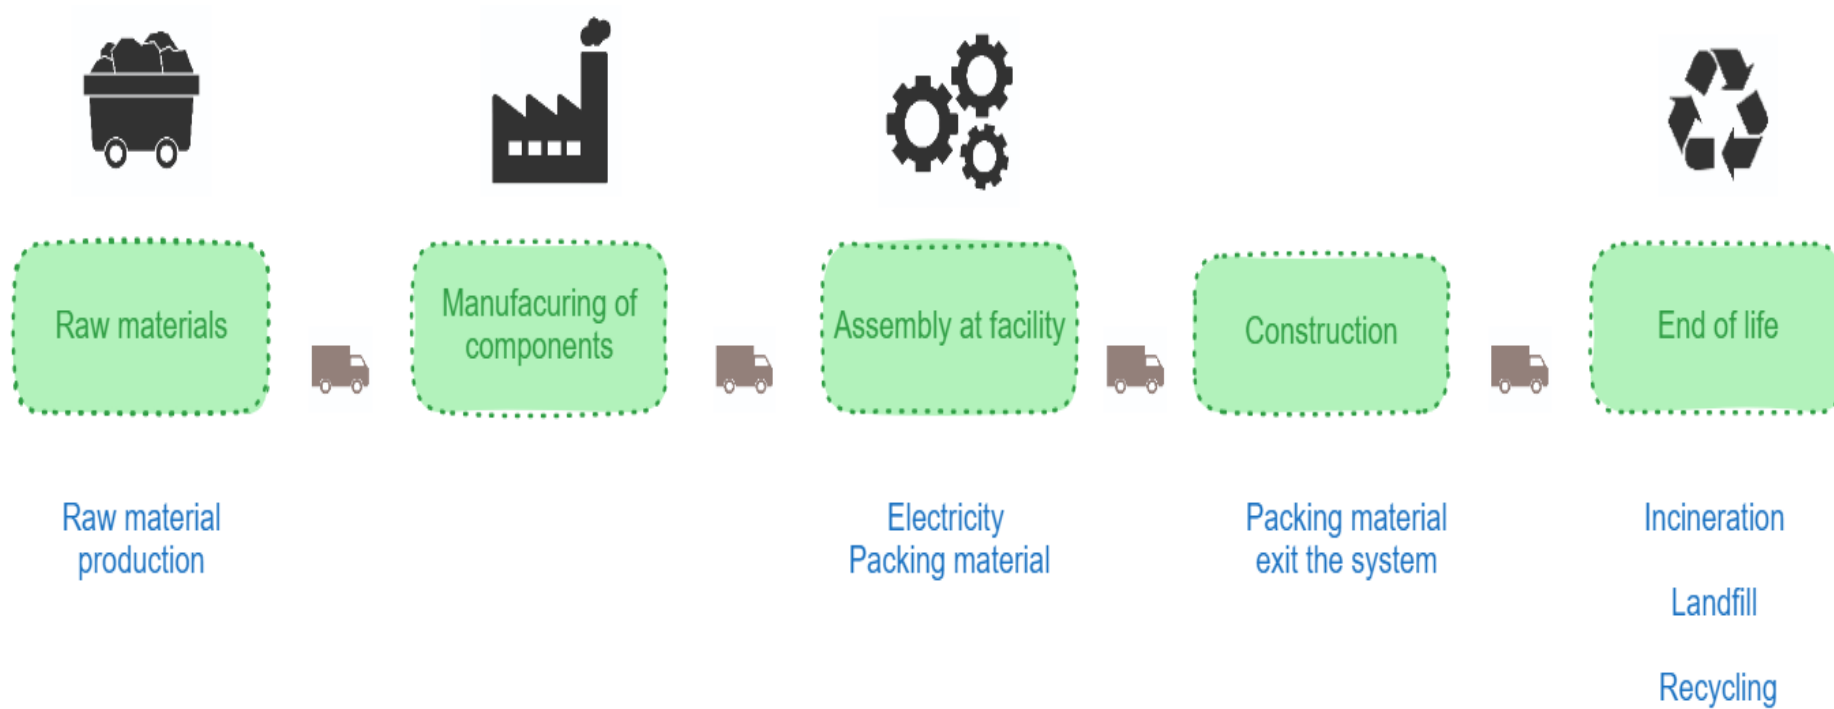 Raw materials
Manufacuring of
components
Assembly at facility
Construction
End of life
Raw material
production
Electricity
Packing material
Packing material
exit the system
Incineration
Landfill
Recycling